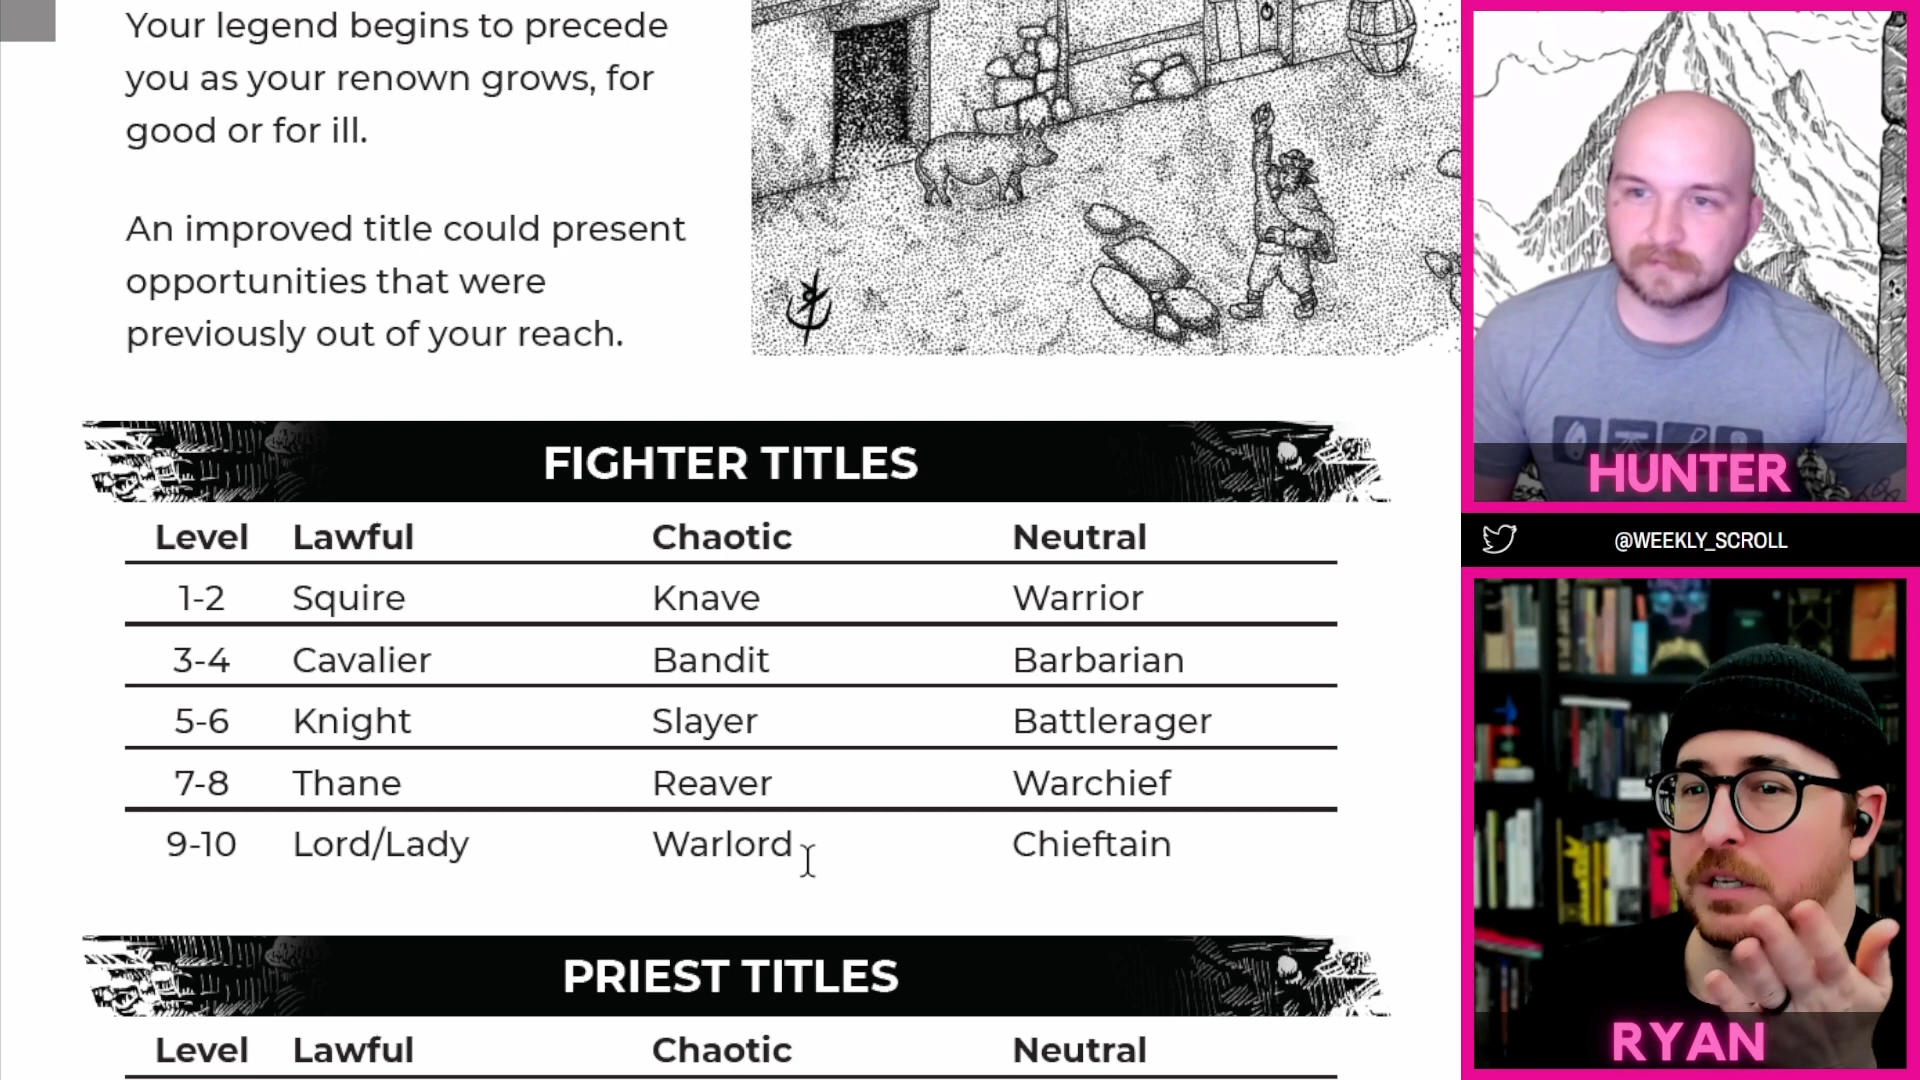 Your legend begins to precede
you as your renown grows, for
good or for ill.
An improved title could present
opportunities that were
previously out of your reach.
FIGHTER TITLES
Level Lawful Chaotic Neutral
1-2 Squire Knave Warrior
3-4 Cavalier Bandit Barbarian
5-6 Knight Slayer Battlerager
7-8 Thane Reaver Warchief
9-10 Lord/Lady Warlord Chieftain
PRIEST TITLES
Level Lawful Chaotic Neutral
HUNTER
@WEEKLY_SCROLL
RYAN